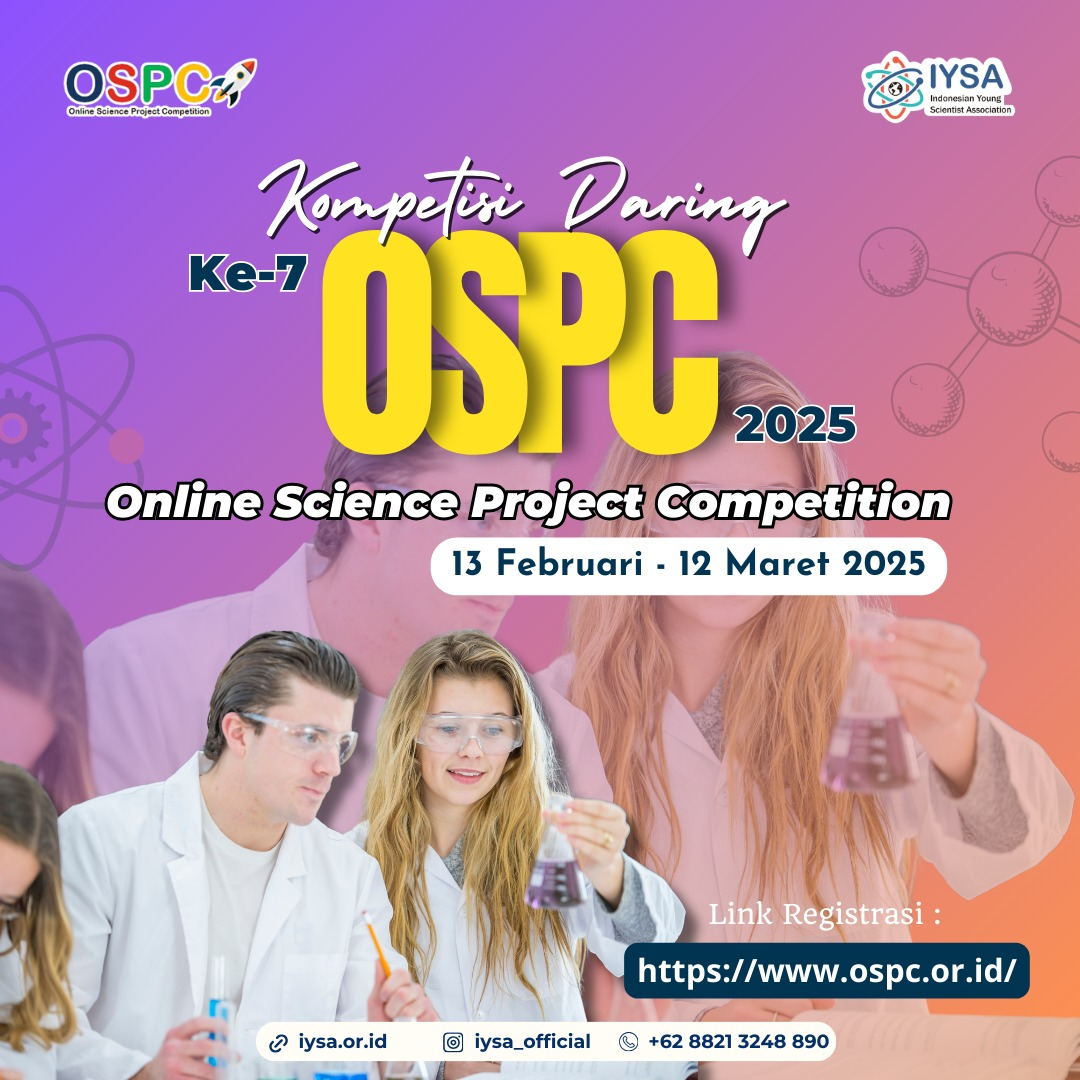 OSPC
Online Science Project Competition
IYSA
Indonesian Young
Scientist Association
Kompetisi Daring
Ke-7
OSPC
2025
Online Science Project Competition
13 Februari - 12 Maret 2025
Link Registrasi :
https://www.ospc.or.id/
iysa.or.id iysa_official +62 8821 3248 890